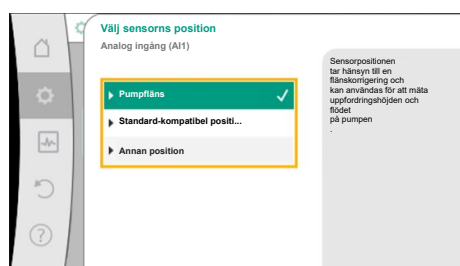 Välj sensorns position
Analog ingång (AI1)
Pumpfläns
Standard-kompatibel positi...
Annan position
Sensorpositionen
tar hänsyn till en
flänskorrigering och
kan användas för att mäta
uppfordringshöjden och
flödet
på pumpen
.
?